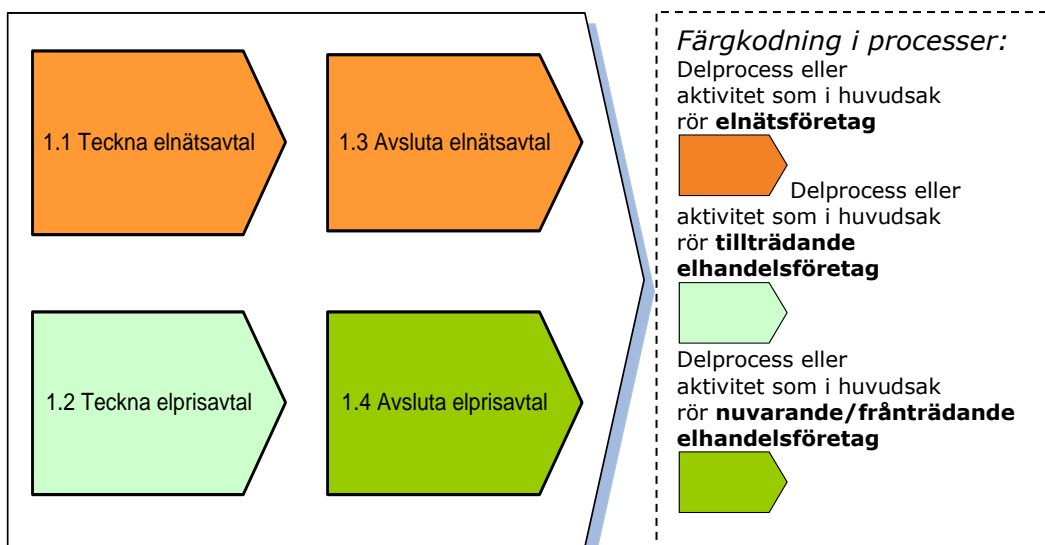 1.1 Teckna elnätsavtal
1.3 Avsluta elnätsavtal
1.2 Teckna elprisavtal
1.4 Avsluta elprisavtal
Färgkodning i processer:
Delprocess eller
aktivitet som i huvudsak
rör elnätsföretag
Delprocess eller
aktivitet som i huvudsak
rör tillträdande
elhandelsföretag
Delprocess eller
aktivitet som i huvudsak
rör nuvarande/frånträdande
elhandelsföretag